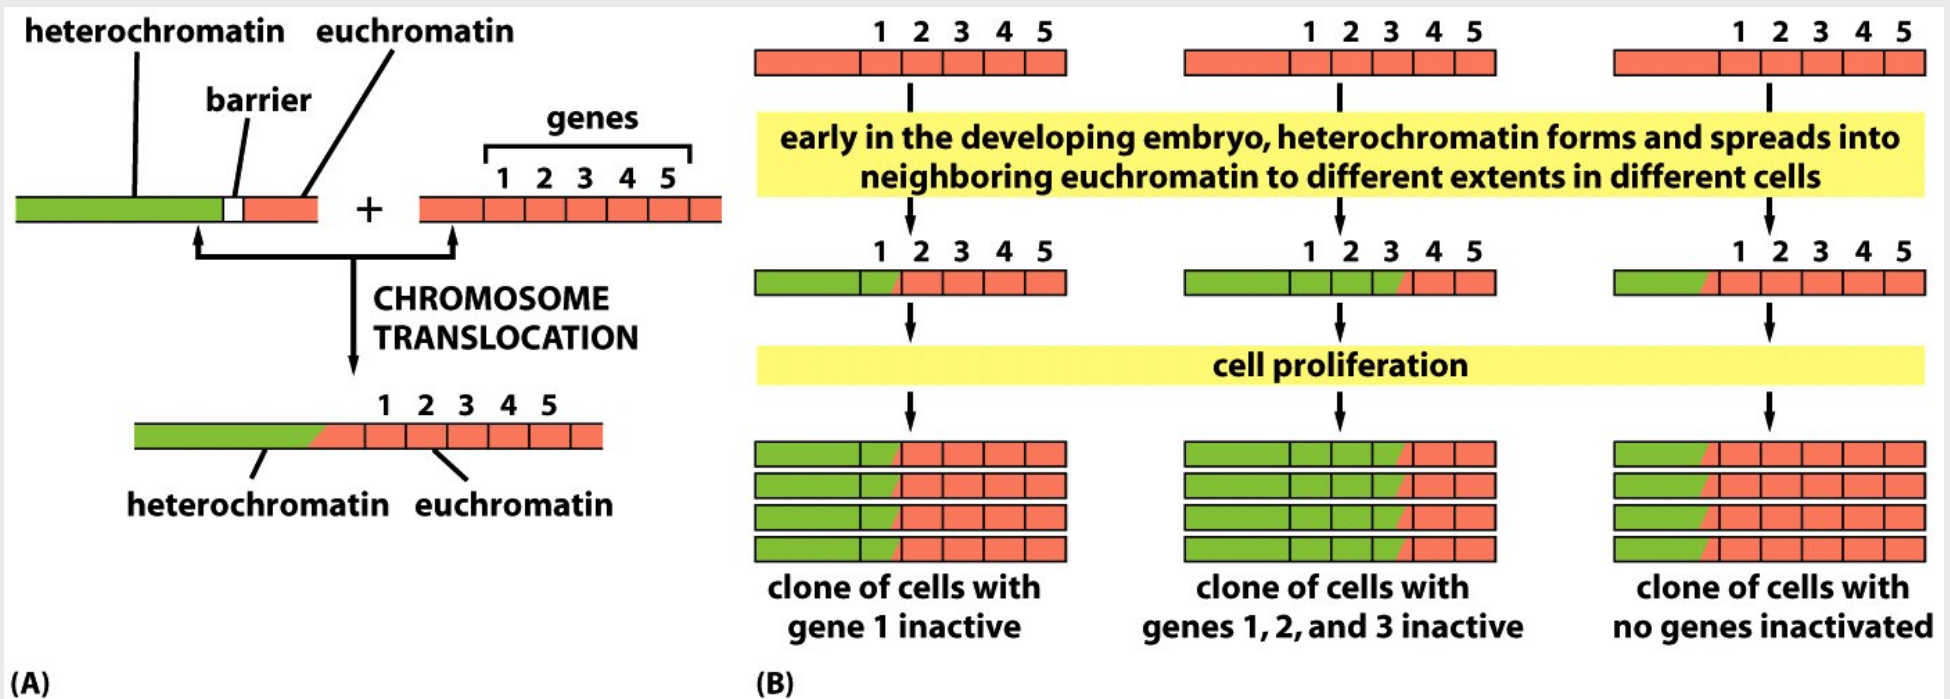 heterochromatin euchromatin
barrier
genes
1 2 3 4 5
+
CHROMOSOME
TRANSLOCATION
1 2 3 4 5
heterochromatin euchromatin
(A)
1 2 3 4 5 1 2 3 4 5 1 2 3 4 5
early in the developing embryo, heterochromatin forms and spreads into
neighboring euchromatin to different extents in different cells
1 2 3 4 5 1 2 3 4 5 1 2 3 4 5
cell proliferation
clone of cells with
gene 1 inactive
clone of cells with
genes 1, 2, and 3 inactive
clone of cells with
no genes inactivated
(B)